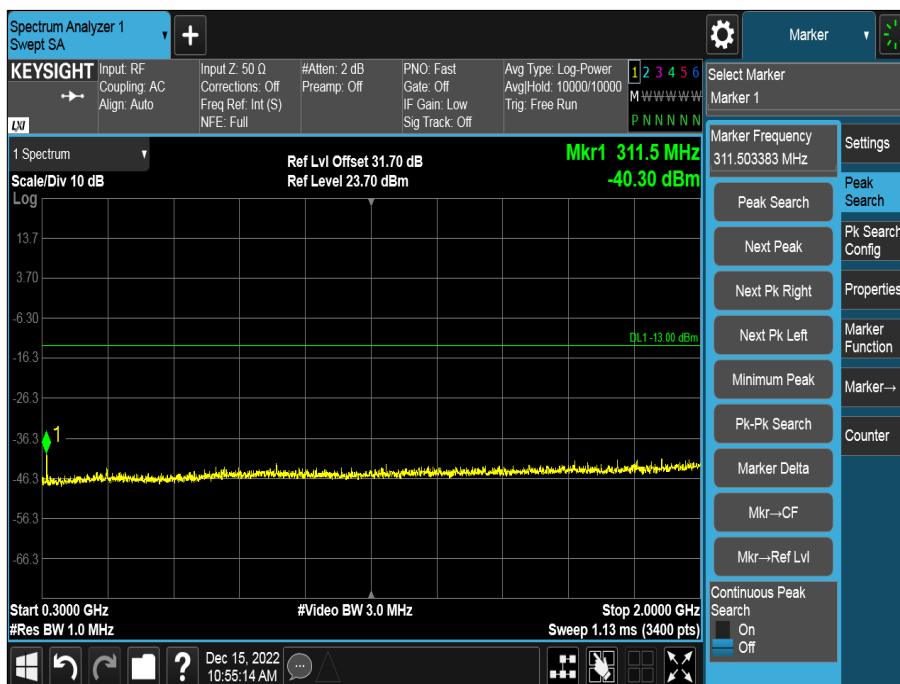 Spectrum Analyzer 1
Swept SA
Marker
KEYSIGHT
LXI
Input: RF
Coupling: AC
Align: Auto
Input Z: 50 Ω
Corrections: Off
Freq Ref: Int (S)
NFE: Full
#Atten: 2 dB
Preamp: Off
PNO: Fast
Gate: Off
IF Gain: Low
Sig Track: Off
Avg Type: Log-Power
Avg|Hold: 10000/10000
Trig: Free Run
1 2 3 4 5 6
M W W W W W
P N N N N N
Select Marker
Marker 1
1 Spectrum
Scale/Div 10 dB
Ref Lvl Offset 31.70 dB
Ref Level 23.70 dBm
Mkr1 311.5 MHz
-40.30 dBm
Log
13.7
3.70
-6.30
-16.3
-26.3
-36.3
-46.3
-56.3
-66.3
DL1 -13.00 dBm
1
Start 0.3000 GHz
#Res BW 1.0 MHz
#Video BW 3.0 MHz
Stop 2.0000 GHz
Sweep 1.13 ms (3400 pts)
Marker Frequency
311.503383 MHz
Peak Search
Next Peak
Next Pk Right
Next Pk Left
Minimum Peak
Pk-Pk Search
Marker Delta
Mkr→CF
Mkr→Ref Lvl
Continuous Peak
Search
On
Off
Settings
Peak
Search
Pk Search
Config
Properties
Marker
Function
Marker→
Counter
?
Dec 15, 2022
10:55:14 AM